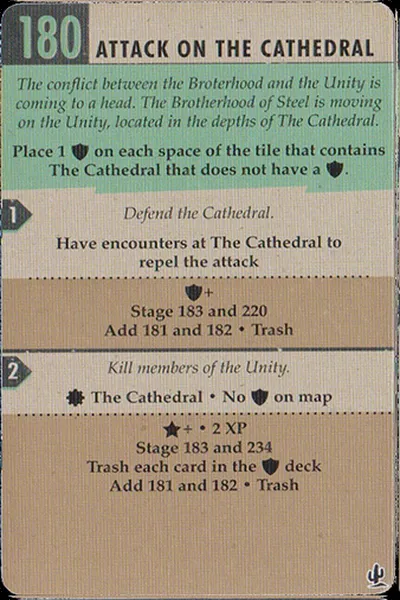 180 ATTACK ON THE CATHEDRAL
The conflict between the Broterhood and the Unity is
coming to a head. The Brotherhood of Steel is moving
on the Unity, located in the depths of The Cathedral.
Place 1 on each space of the tile that contains
The Cathedral that does not have a .
1
Defend the Cathedral.
Have encounters at The Cathedral to
repel the attack
+
Stage 183 and 220
Add 181 and 182 • Trash
2
Kill members of the Unity.
The Cathedral • No on map
+ • 2 XP
Stage 183 and 234
Trash each card in the deck
Add 181 and 182 • Trash